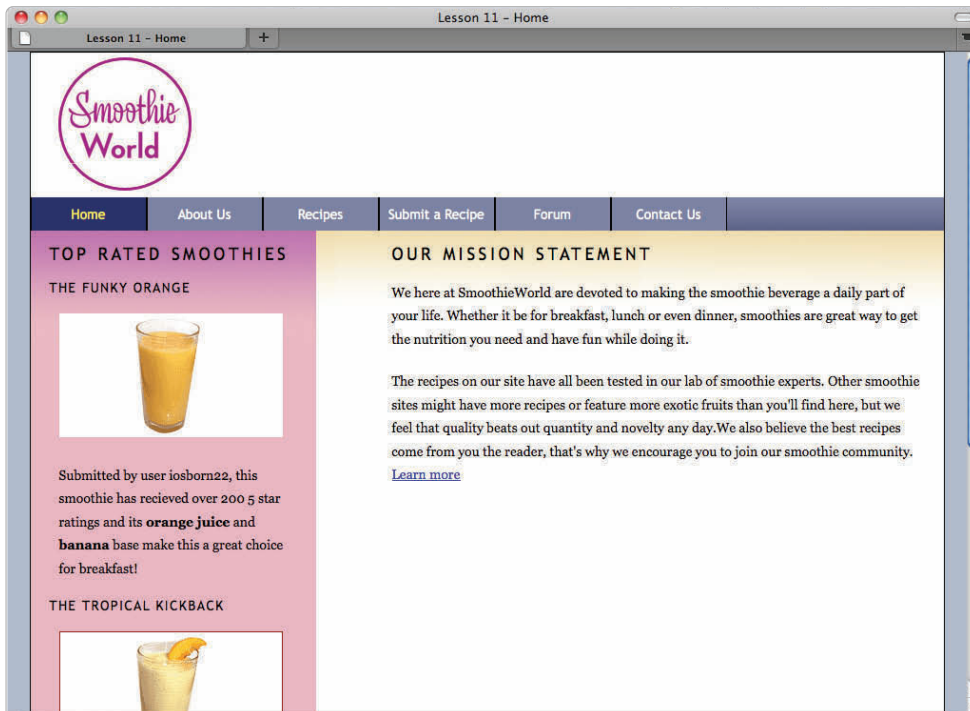 Lesson 11 – Home
Lesson 11 – Home
+
Smoothie
World
Home
About Us
Recipes
Submit a Recipe
Forum
Contact Us
TOP RATED SMOOTHIES
THE FUNKY ORANGE
Submitted by user iosborn22, this
smoothie has recieved over 200 5 star
ratings and its orange juice and
banana base make this a great choice
for breakfast!
THE TROPICAL KICKBACK
OUR MISSION STATEMENT
We here at SmoothieWorld are devoted to making the smoothie beverage a daily part of
your life. Whether it be for breakfast, lunch or even dinner, smoothies are great way to get
the nutrition you need and have fun while doing it.
The recipes on our site have all been tested in our lab of smoothie experts. Other smoothie
sites might have more recipes or feature more exotic fruits than you'll find here, but we
feel that quality beats out quantity and novelty any day.We also believe the best recipes
come from you the reader, that's why we encourage you to join our smoothie community.
Learn more